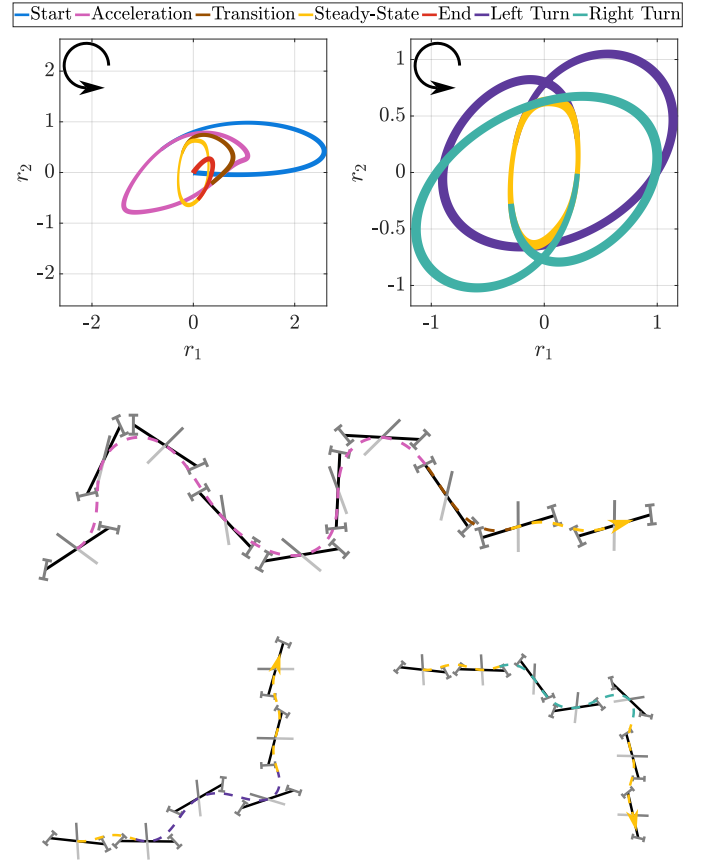 Start Acceleration Transition Steady-State End Left Turn Right Turn
2
1
0
-1
-2
r₂
-2 0 2
r₁
1
0.5
0
-0.5
-1
r₂
-1 0 1
r₁